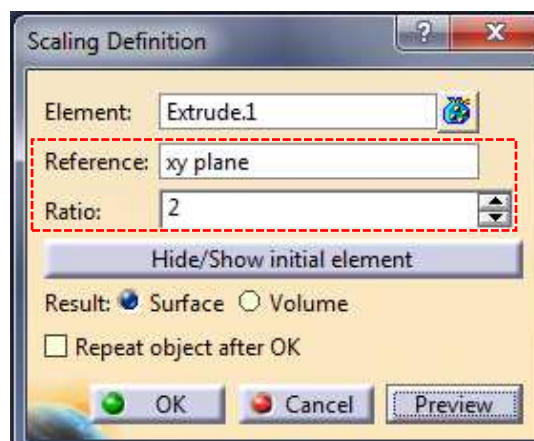 Scaling Definition
Element: Extrude.1
Reference: xy plane
Ratio: 2
Hide/Show initial element
Result: Surface Volume
Repeat object after OK
OK Cancel Preview